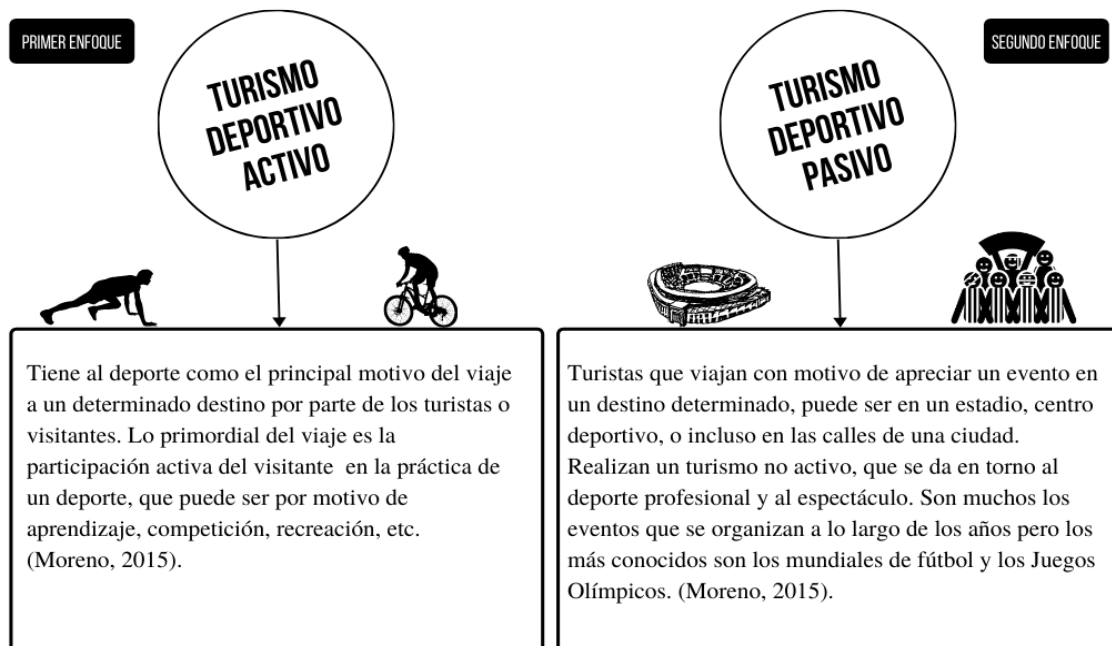 PRIMER ENFOQUE
TURISMO
DEPORTIVO
ACTIVO
Tiene al deporte como el principal motivo del viaje
a un determinado destino por parte de los turistas o
visitantes. Lo primordial del viaje es la
participación activa del visitante en la práctica de
un deporte, que puede ser por motivo de
aprendizaje, competición, recreación, etc.
(Moreno, 2015).
SEGUNDO ENFOQUE
TURISMO
DEPORTIVO
PASIVO
Turistas que viajan con motivo de apreciar un evento en
un destino determinado, puede ser en un estadio, centro
deportivo, o incluso en las calles de una ciudad.
Realizan un turismo no activo, que se da en torno al
deporte profesional y al espectáculo. Son muchos los
eventos que se organizan a lo largo de los años pero los
más conocidos son los mundiales de fútbol y los Juegos
Olímpicos. (Moreno, 2015).